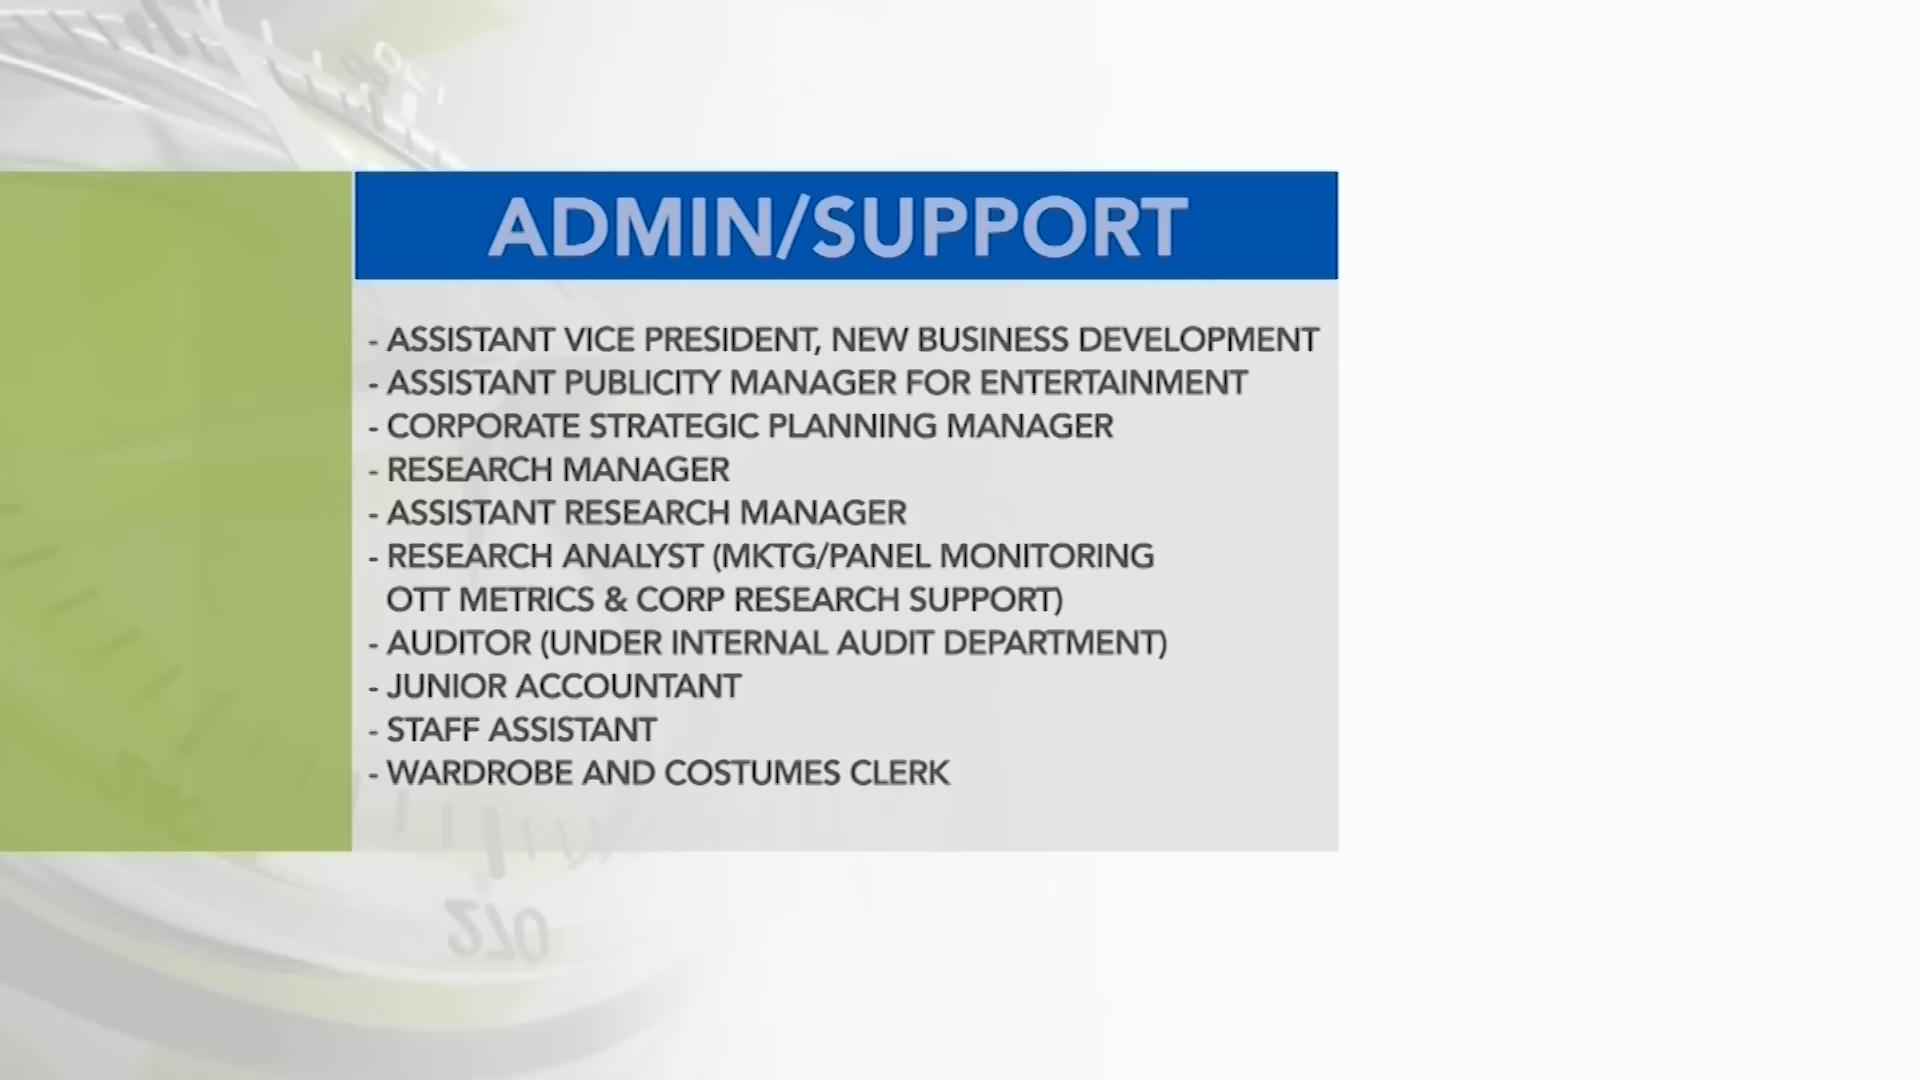 ADMIN/SUPPORT
- ASSISTANT VICE PRESIDENT, NEW BUSINESS DEVELOPMENT
- ASSISTANT PUBLICITY MANAGER FOR ENTERTAINMENT
- CORPORATE STRATEGIC PLANNING MANAGER
- RESEARCH MANAGER
- ASSISTANT RESEARCH MANAGER
- RESEARCH ANALYST (MKTG/PANEL MONITORING
OTT METRICS & CORP RESEARCH SUPPORT)
- AUDITOR (UNDER INTERNAL AUDIT DEPARTMENT)
- JUNIOR ACCOUNTANT
- STAFF ASSISTANT
- WARDROBE AND COSTUMES CLERK
270